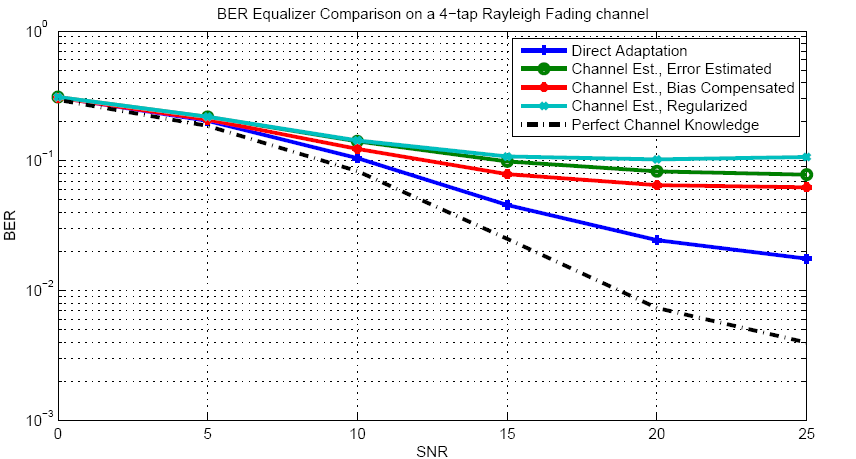 BER Equalizer Comparison on a 4−tap Rayleigh Fading channel
10^0
10^−1
10^−2
10^−3
BER
Direct Adaptation
Channel Est., Error Estimated
Channel Est., Bias Compensated
Channel Est., Regularized
Perfect Channel Knowledge
0 5 10 15 20 25
SNR